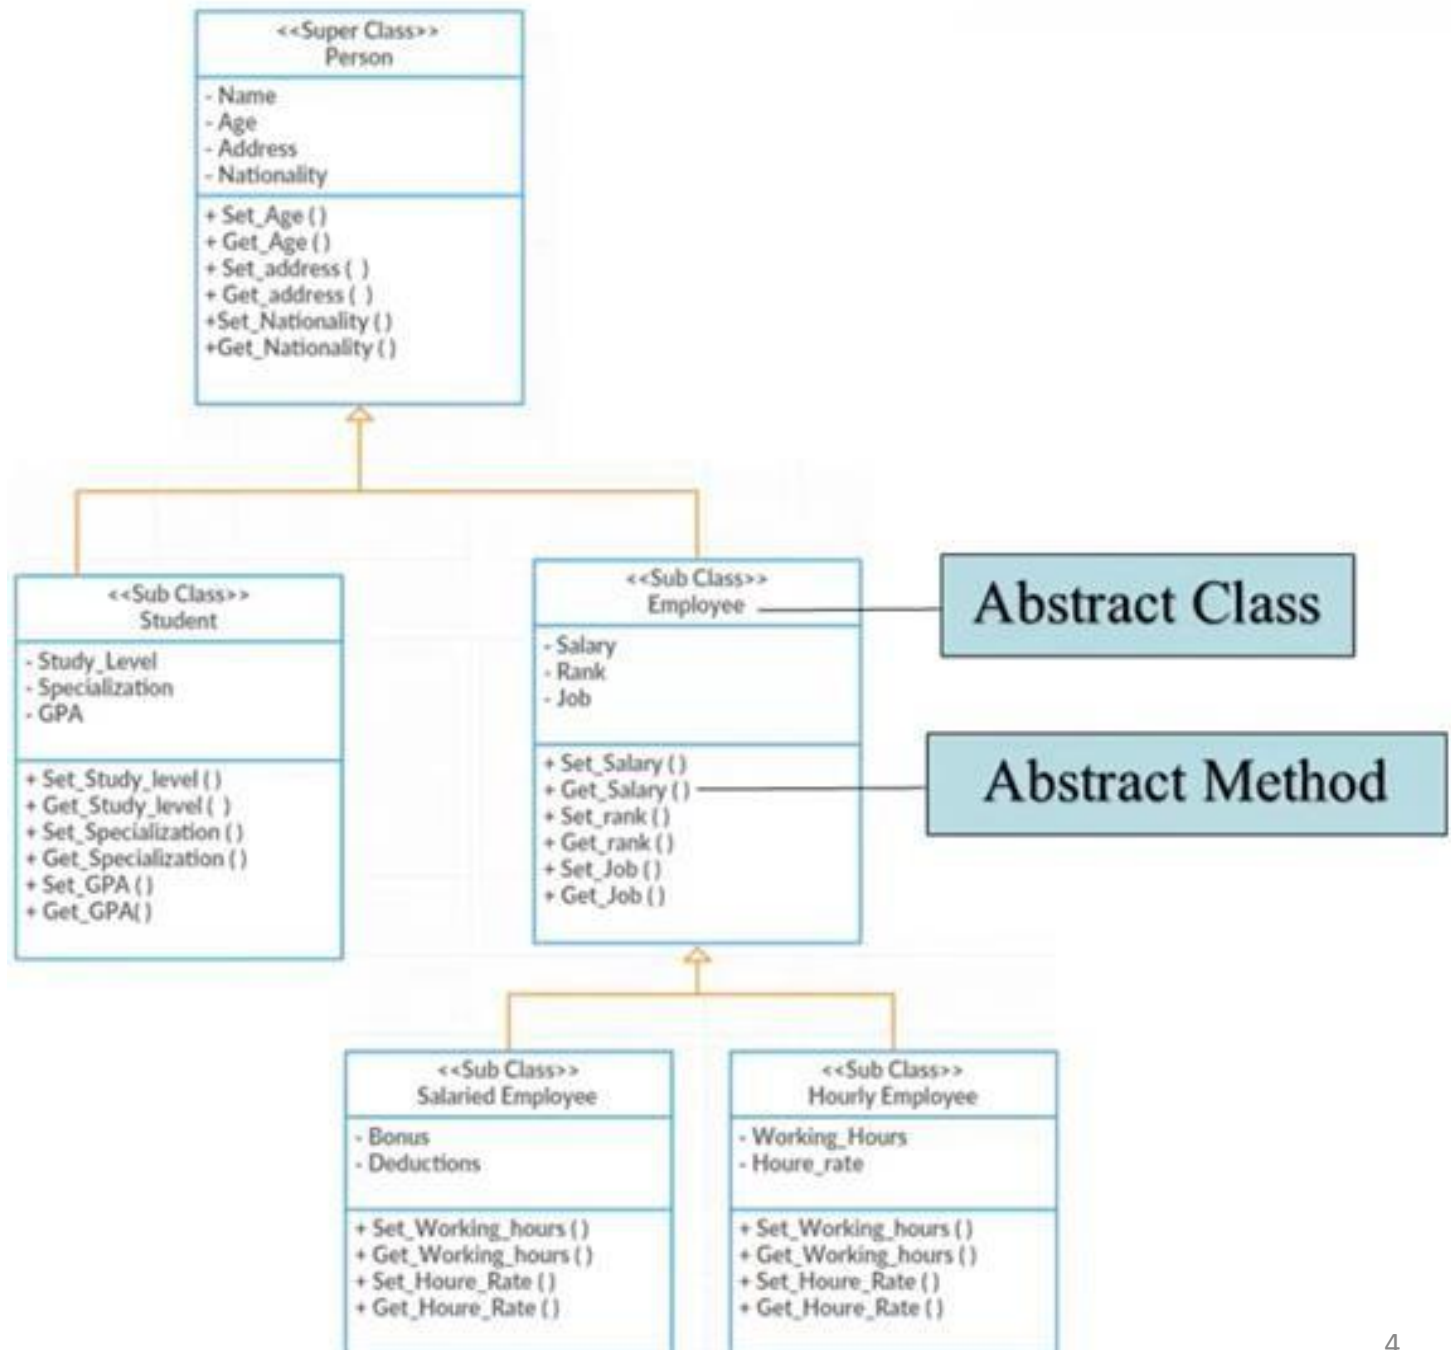 <<Super Class>>
Person
- Name
- Age
- Address
- Nationality
+ Set_Age ( )
+ Get_Age ( )
+ Set_address (  )
+ Get_address (  )
+Set_Nationality ( )
+Get_Nationality ( )
<<Sub Class>>
Student
- Study_Level
- Specialization
- GPA
+ Set_Study_level ( )
+ Get_Study_level (  )
+ Set_Specialization ( )
+ Get_Specialization ( )
+ Set_GPA ( )
+ Get_GPA( )
<<Sub Class>>
Employee
- Salary
- Rank
- Job
+ Set_Salary ( )
+ Get_Salary ( )
+ Set_rank ( )
+ Get_rank ( )
+ Set_Job ( )
+ Get_Job ( )
Abstract Class
Abstract Method
<<Sub Class>>
Salaried Employee
- Bonus
- Deductions
+ Set_Working_hours ( )
+ Get_Working_hours ( )
+ Set_Houre_Rate ( )
+ Get_Houre_Rate ( )
<<Sub Class>>
Hourly Employee
- Working_Hours
- Houre_rate
+ Set_Working_hours ( )
+ Get_Working_hours ( )
+ Set_Houre_Rate ( )
+ Get_Houre_Rate ( )
4